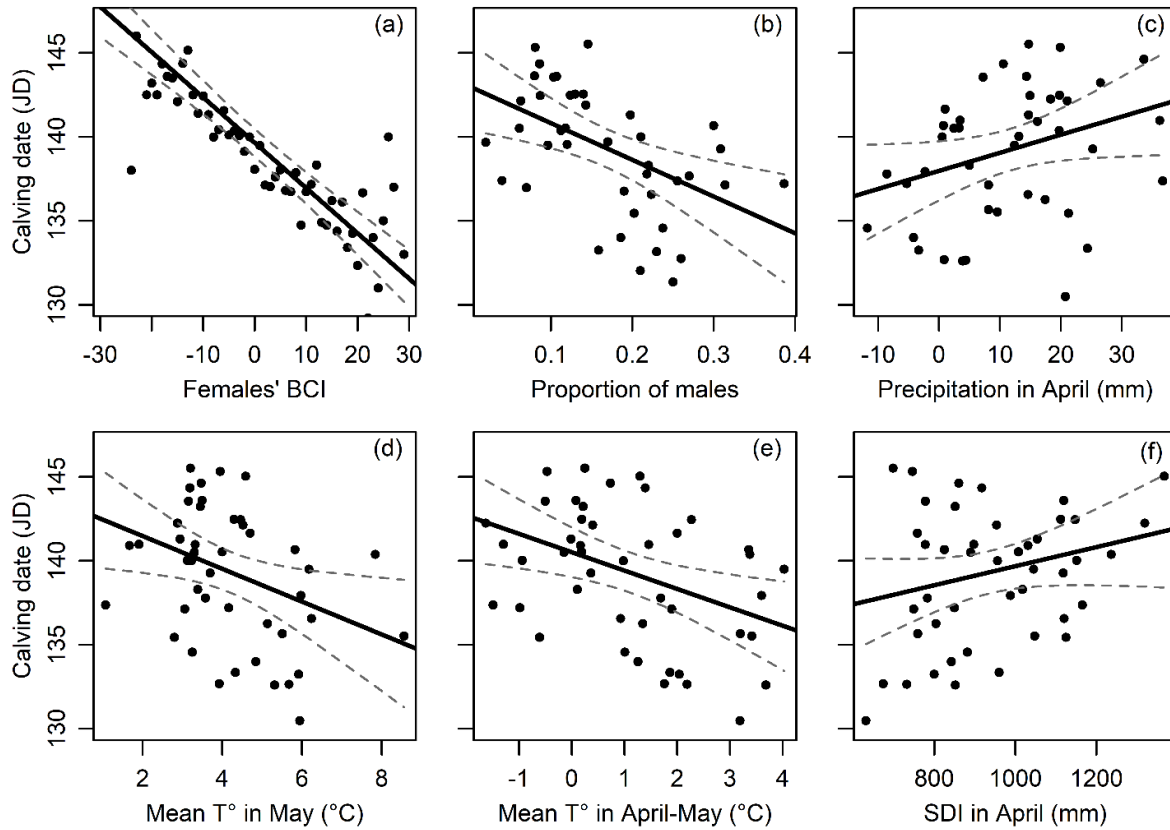 (a) (b) (c)
Calving date (JD)
145
140
135
130
-30 -10 0 10 20 30
0.1 0.2 0.3 0.4
-10 0 10 20 30
Females' BCI
Proportion of males
Precipitation in April (mm)
(d) (e) (f)
Calving date (JD)
145
140
135
130
2 4 6 8
-1 0 1 2 3 4
800 1000 1200
Mean T° in May (°C)
Mean T° in April-May (°C)
SDI in April (mm)